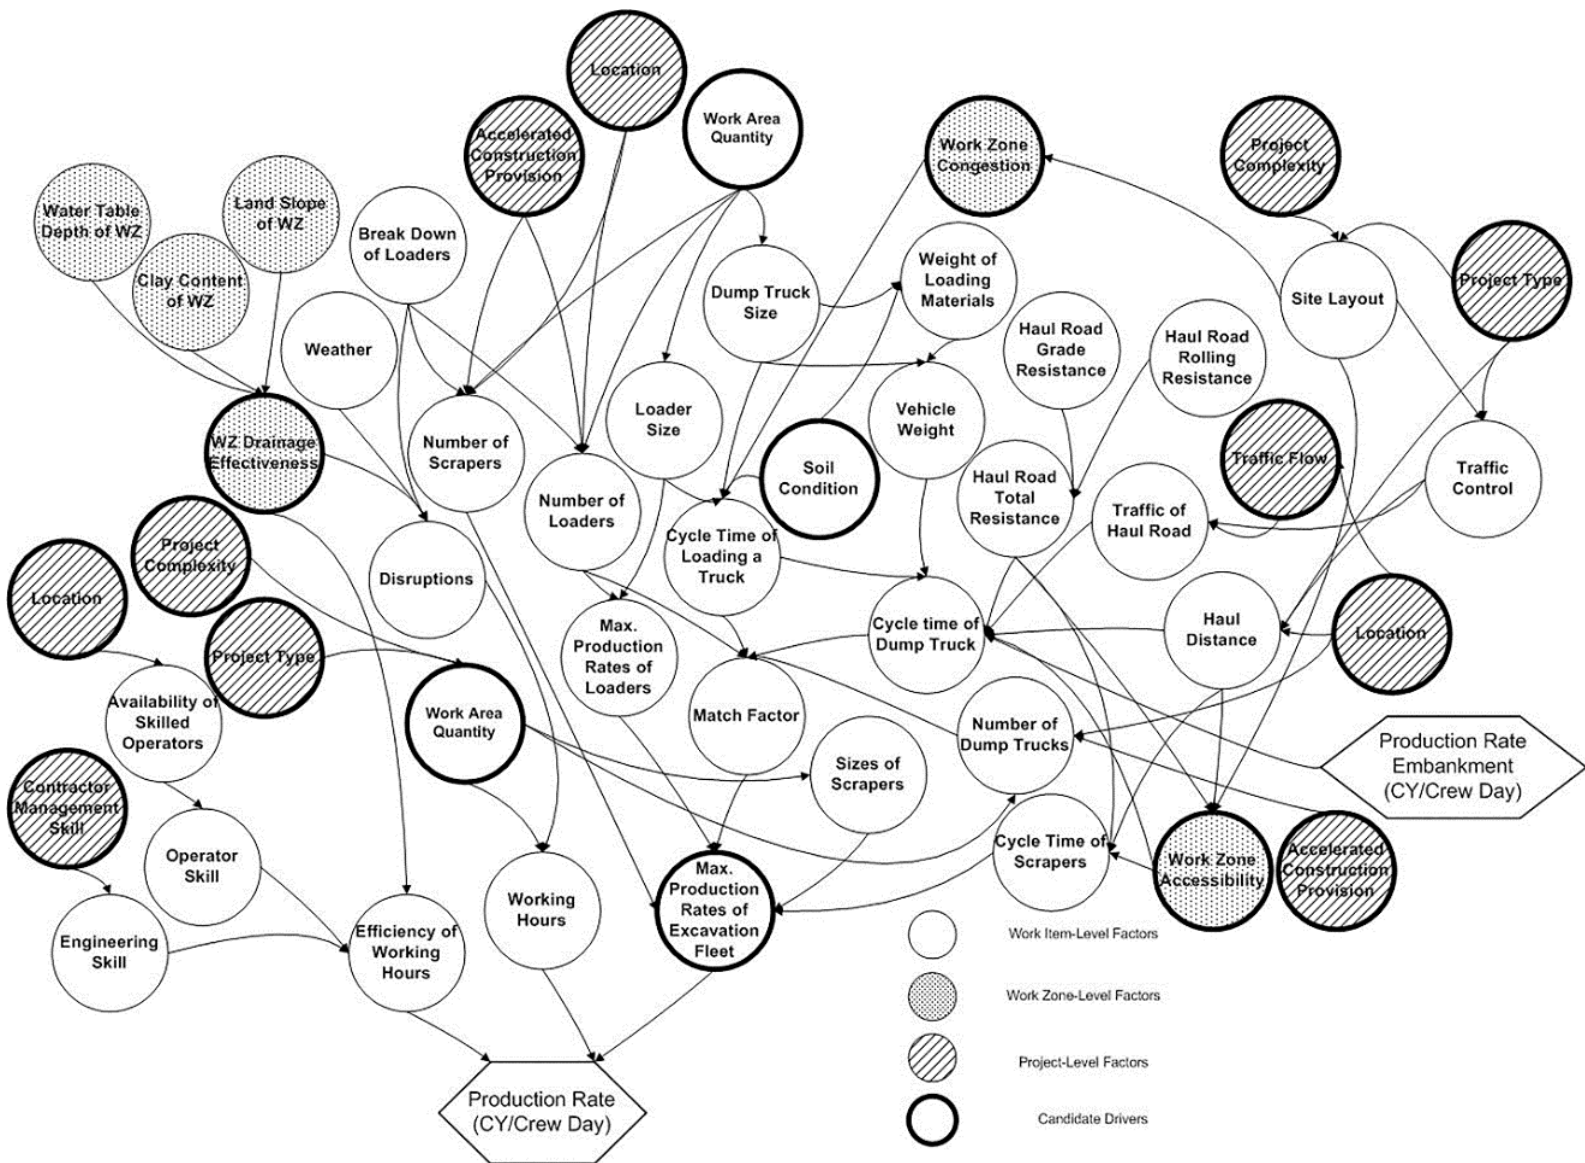 Location
Accelerated
Construction
Provision
Work Area
Quantity
Work Zone
Congestion
Project
Complexity
Water Table
Depth of WZ
Land Slope
of WZ
Clay Content
of WZ
Break Down
of Loaders
Weather
Dump Truck
Size
Weight of
Loading
Materials
Site Layout
Project Type
Haul Road
Grade
Resistance
Haul Road
Rolling
Resistance
WZ Drainage
Effectiveness
Number of
Scrapers
Loader
Size
Number of
Loaders
Soil
Condition
Vehicle
Weight
Haul Road
Total
Resistance
Traffic Flow
Traffic
Control
Traffic of
Haul Road
Cycle Time of
Loading a
Truck
Project
Complexity
Location
Disruptions
Project Type
Max.
Production
Rates of
Loaders
Cycle time of
Dump Truck
Haul
Distance
Location
Availability of
Skilled
Operators
Work Area
Quantity
Match Factor
Number of
Dump Trucks
Sizes of
Scrapers
Production Rate
Embankment
(CY/Crew Day)
Contractor
Management
Skill
Operator
Skill
Cycle Time of
Scrapers
Work Zone
Accessibility
Accelerated
Construction
Provision
Engineering
Skill
Efficiency of
Working
Hours
Working
Hours
Max.
Production
Rates of
Excavation
Fleet
Work Item-Level Factors
Work Zone-Level Factors
Project-Level Factors
Candidate Drivers
Production Rate
(CY/Crew Day)